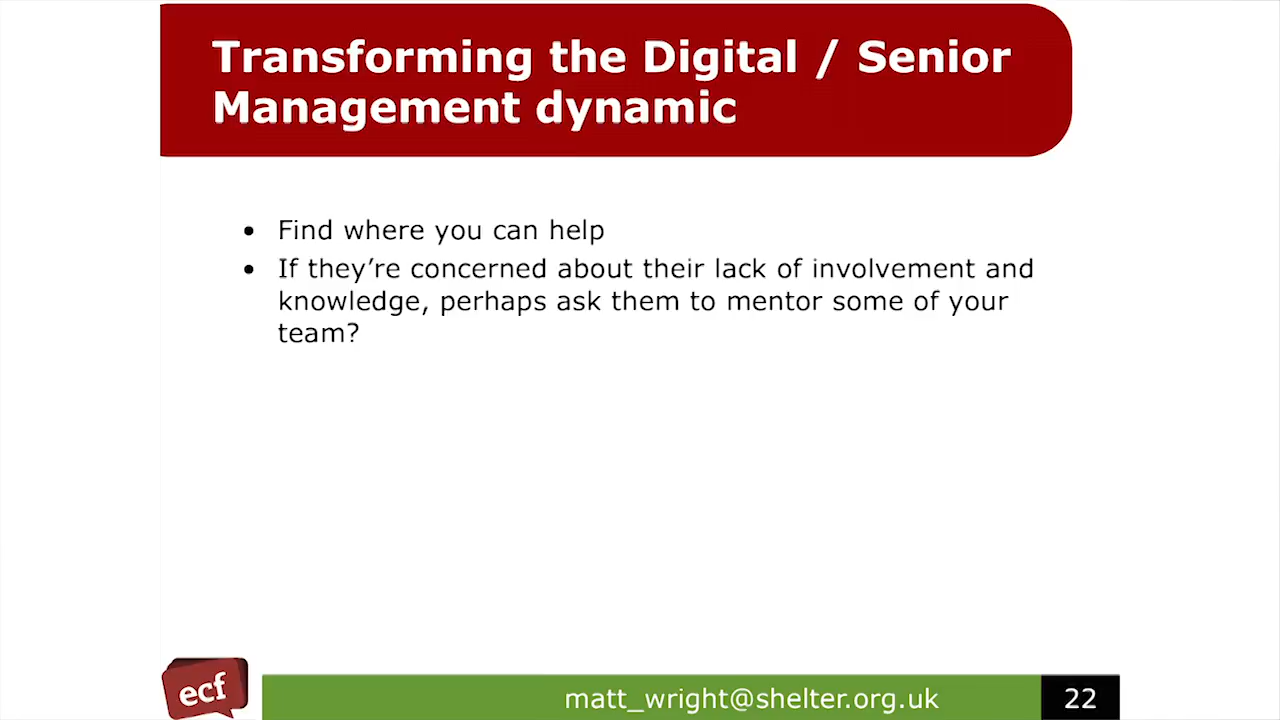 Transforming the Digital / Senior
Management dynamic
• Find where you can help
• If they’re concerned about their lack of involvement and
knowledge, perhaps ask them to mentor some of your
team?
ecf
matt_wright@shelter.org.uk
22